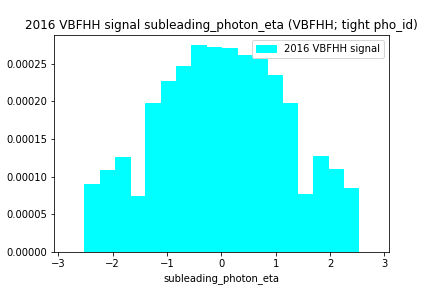 2016 VBFHH signal subleading_photon_eta (VBFHH; tight pho_id)
2016 VBFHH signal
0.00025
0.00020
0.00015
0.00010
0.00005
0.00000
−3 −2 −1 0 1 2 3
subleading_photon_eta